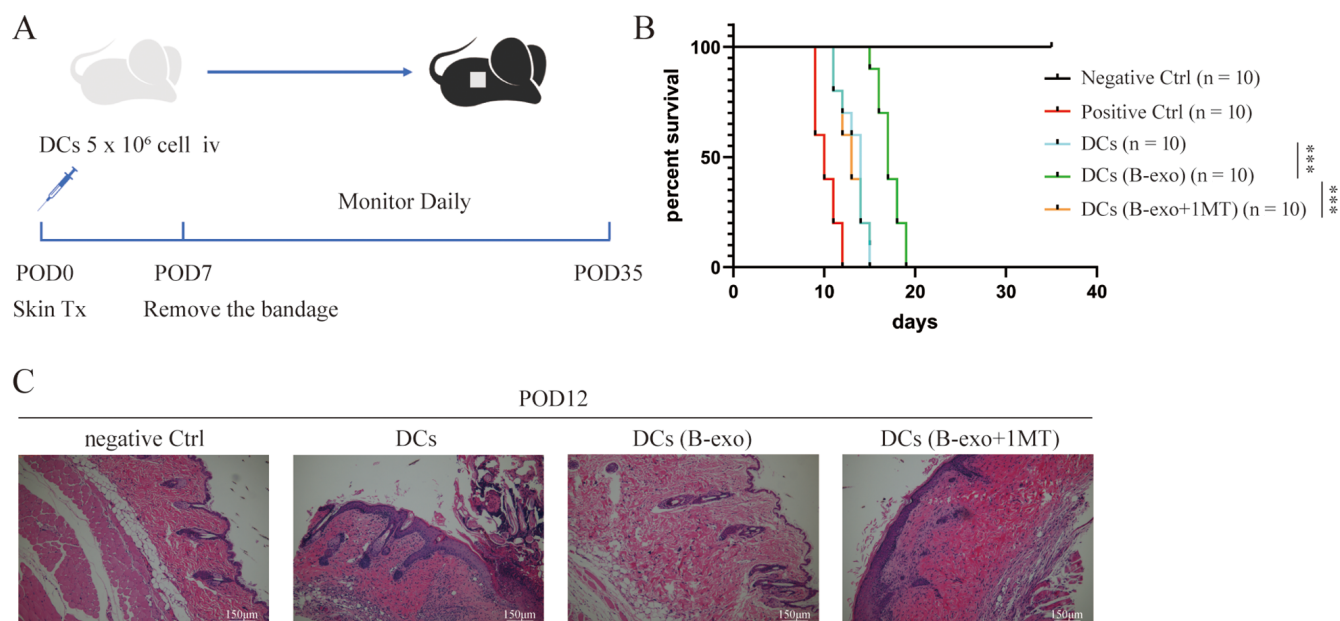 A
DCs 5 x 10⁶ cell iv
Monitor Daily
POD0
POD7
POD35
Skin Tx
Remove the bandage
B
percent survival
100
50
0
0
10
20
30
40
days
Negative Ctrl (n = 10)
Positive Ctrl (n = 10)
DCs (n = 10)
DCs (B-exo) (n = 10)
DCs (B-exo+1MT) (n = 10)
***
***
C
POD12
negative Ctrl
DCs
DCs (B-exo)
DCs (B-exo+1MT)
150μm
150μm
150μm
150μm